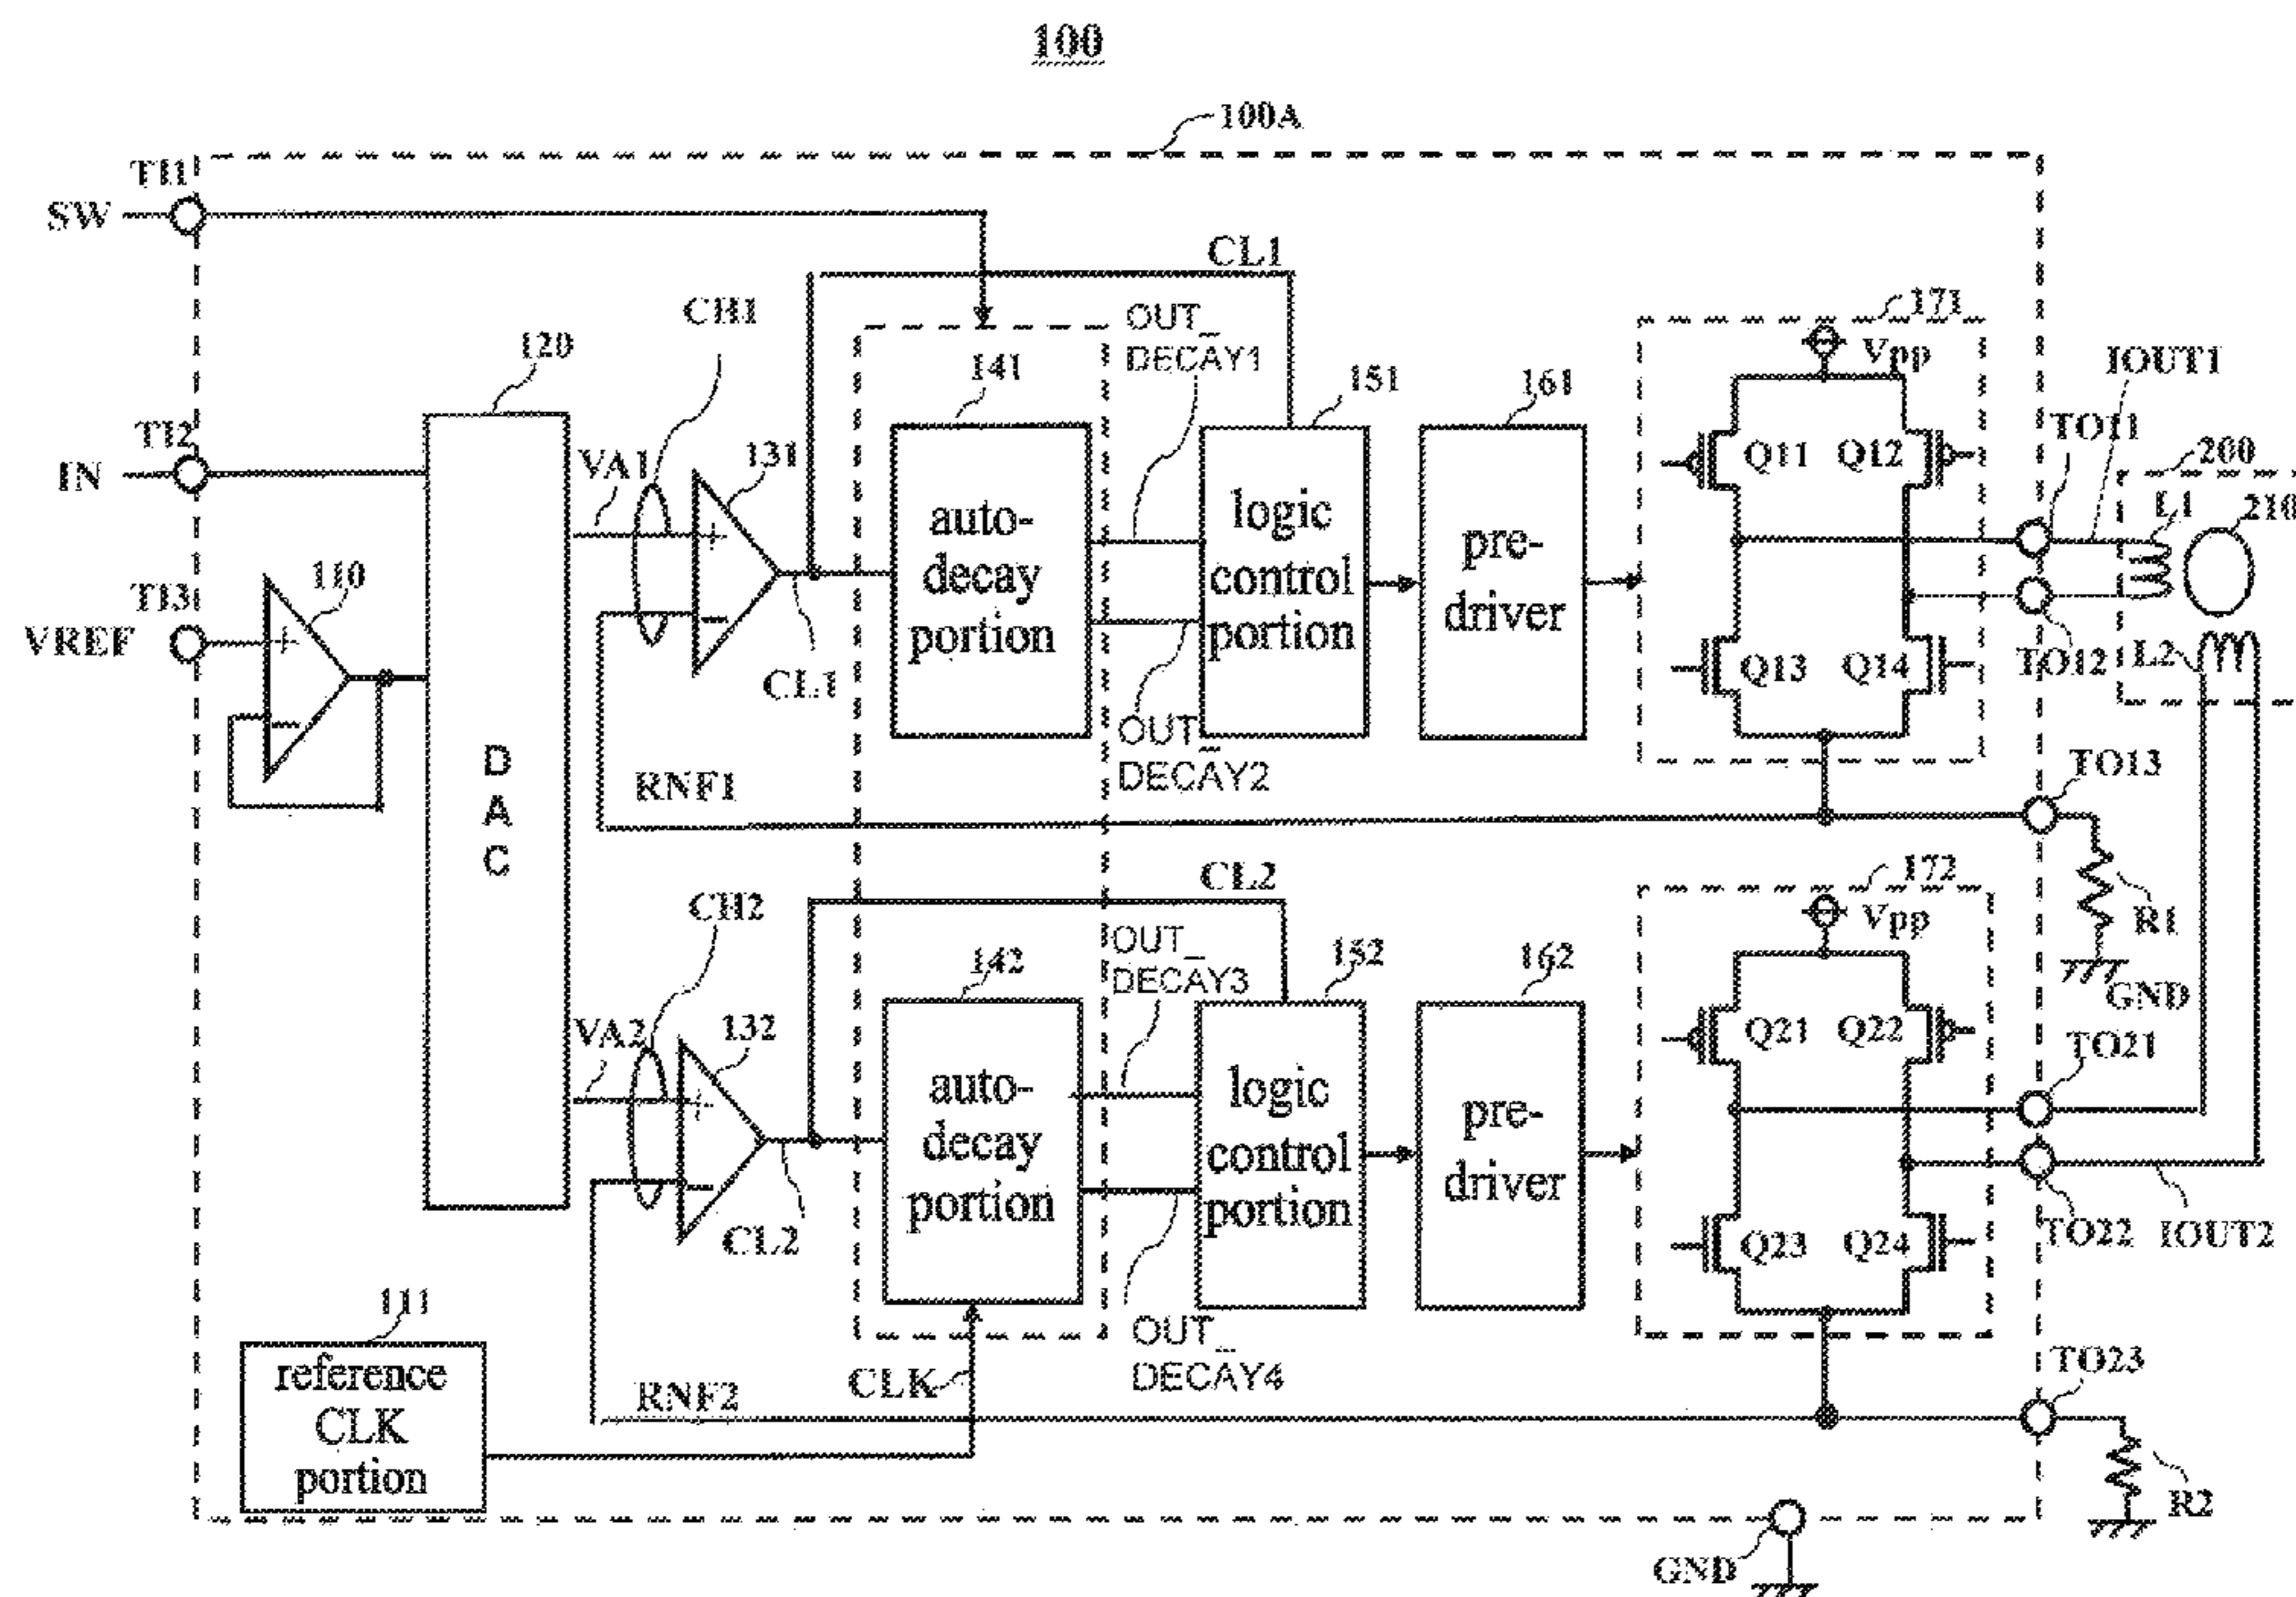 100
100A
TI1
SW
CL1
CH1
OUT_
DECAY1
171
Vpp
IOUT1
120
141
151
161
TO11
200
TI2
IN
VA1
131
Q11
Q12
L1
210
auto-
decay
portion
logic
control
portion
pre-
driver
TI3
VREF
110
CL1
Q13
Q14
TO12
L2
OUT_
DECAY2
D
A
C
RNF1
TO13
CL2
172
Vpp
R1
GND
CH2
OUT_
DECAY3
142
152
162
VA2
132
Q21
Q22
TO21
auto-
decay
portion
logic
control
portion
pre-
driver
CL2
Q23
Q24
TO22
IOUT2
111
reference
CLK
portion
OUT_
DECAY4
CLK
RNF2
TO23
R2
GND